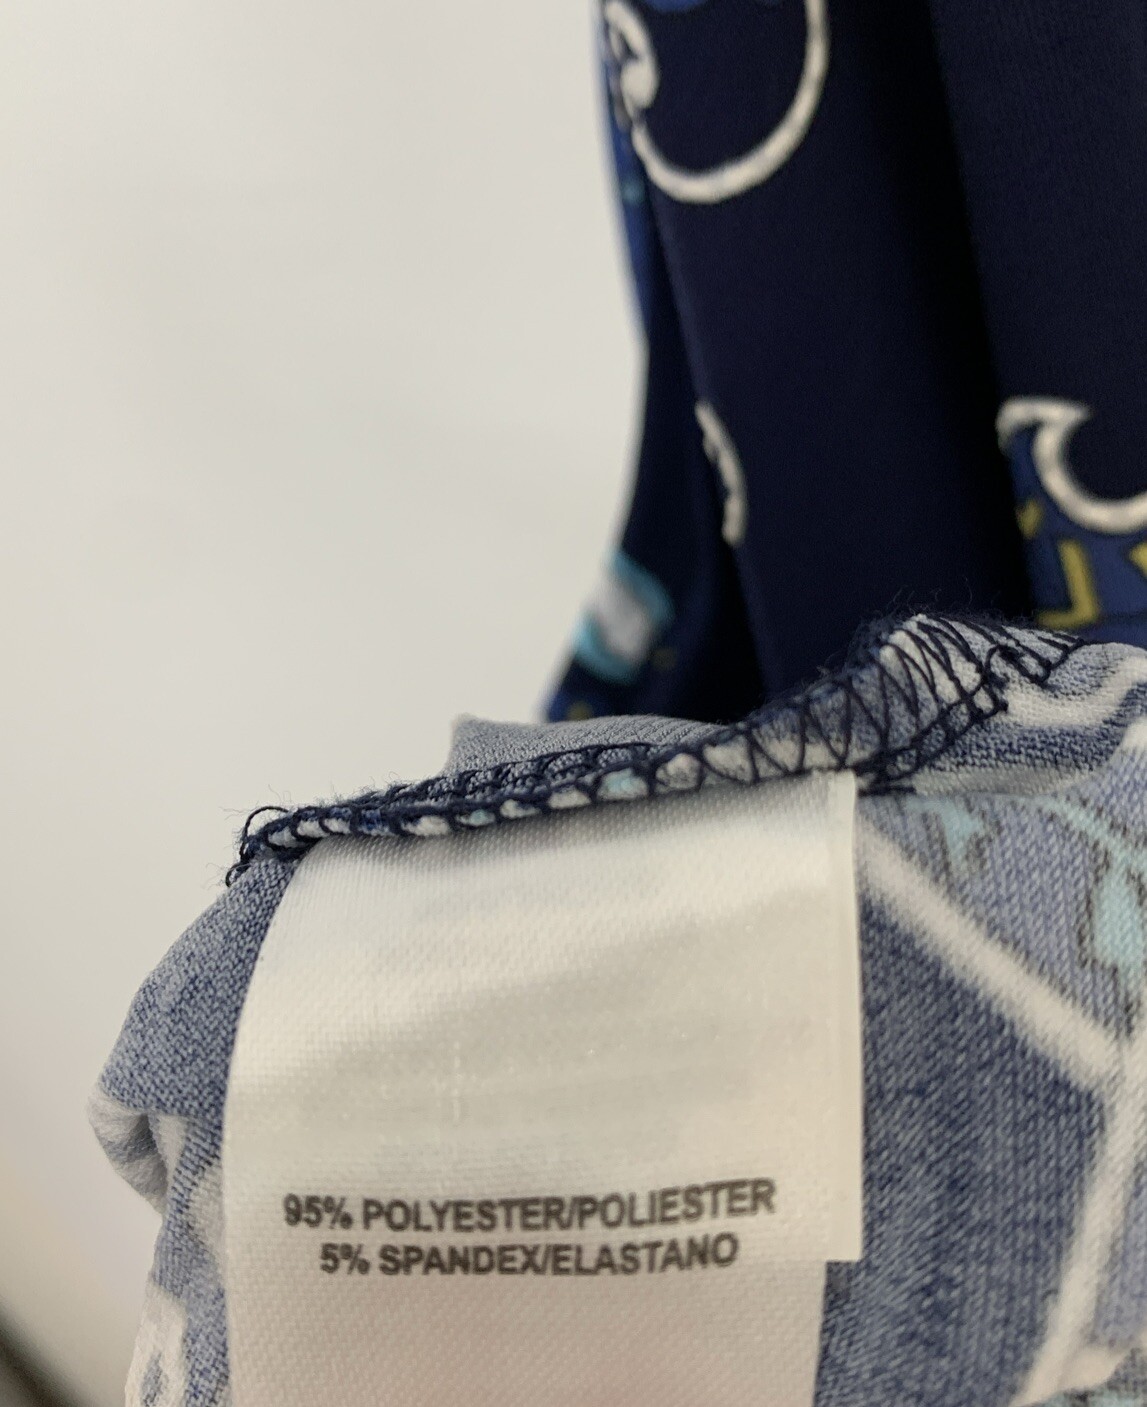 95% POLYESTER/POLIESTER
5% SPANDEX/ELASTANO